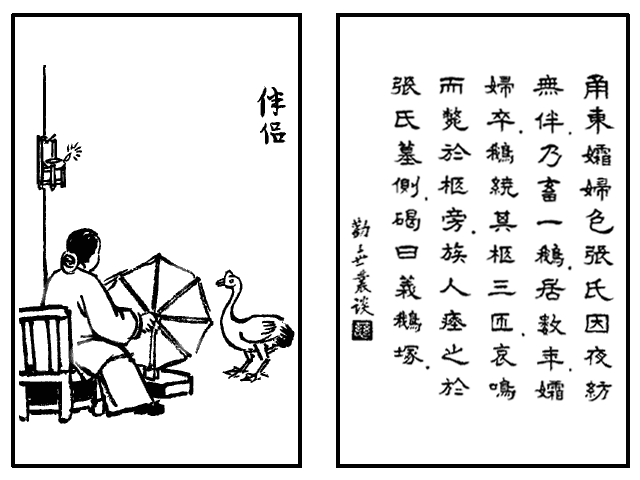 伴侶
甬東孀婦色張氏因夜紡
無伴.乃畜一鵝.居數年.孀
婦卒.鵝繞其柩三匝.哀鳴
而斃於柩旁.族人瘞之於
張氏墓側.碣曰義鵝塚.
勸世叢談